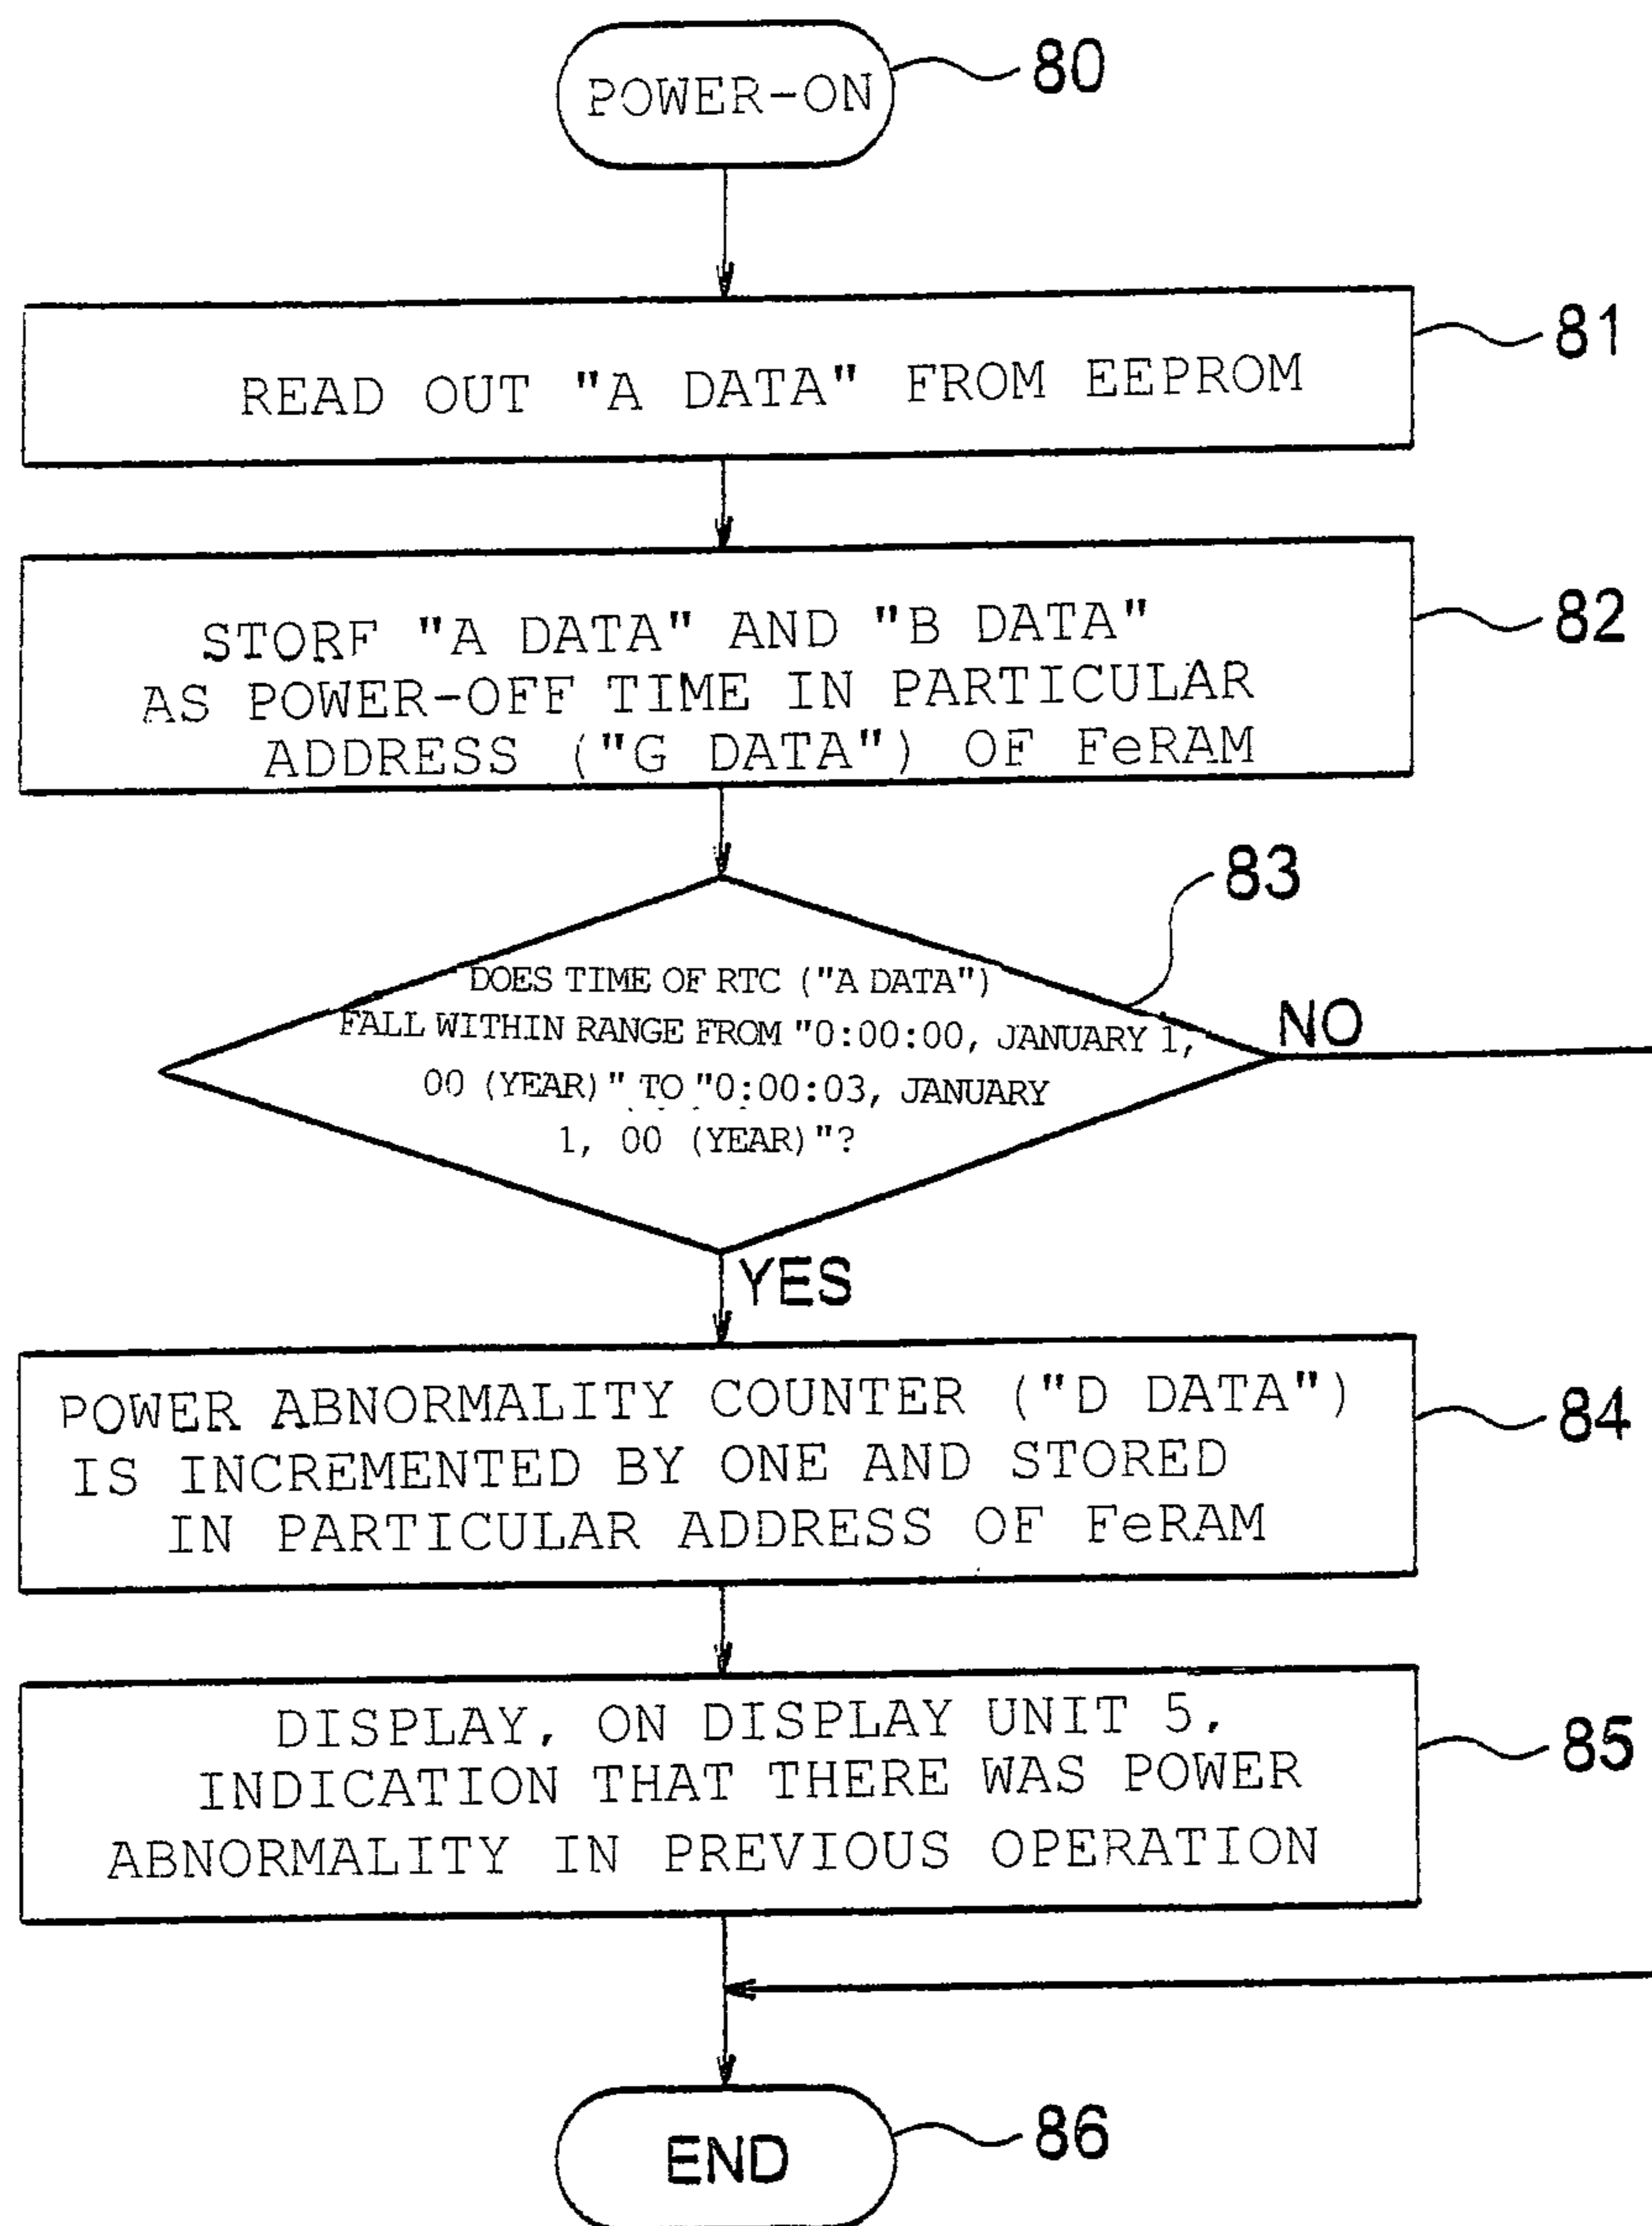 POWER-ON
80
READ OUT "A DATA" FROM EEPROM
81
STORF "A DATA" AND "B DATA"
AS POWER-OFF TIME IN PARTICULAR
ADDRESS ("G DATA") OF FeRAM
82
83
DOES TIME OF RTC ("A DATA")
FALL WITHIN RANGE FROM "0:00:00, JANUARY 1,
00 (YEAR)" TO "0:00:03, JANUARY
1, 00 (YEAR)"?
NO
YES
POWER ABNORMALITY COUNTER ("D DATA")
IS INCREMENTED BY ONE AND STORED
IN PARTICULAR ADDRESS OF FeRAM
84
DISPLAY, ON DISPLAY UNIT 5,
INDICATION THAT THERE WAS POWER
ABNORMALITY IN PREVIOUS OPERATION
85
END
86